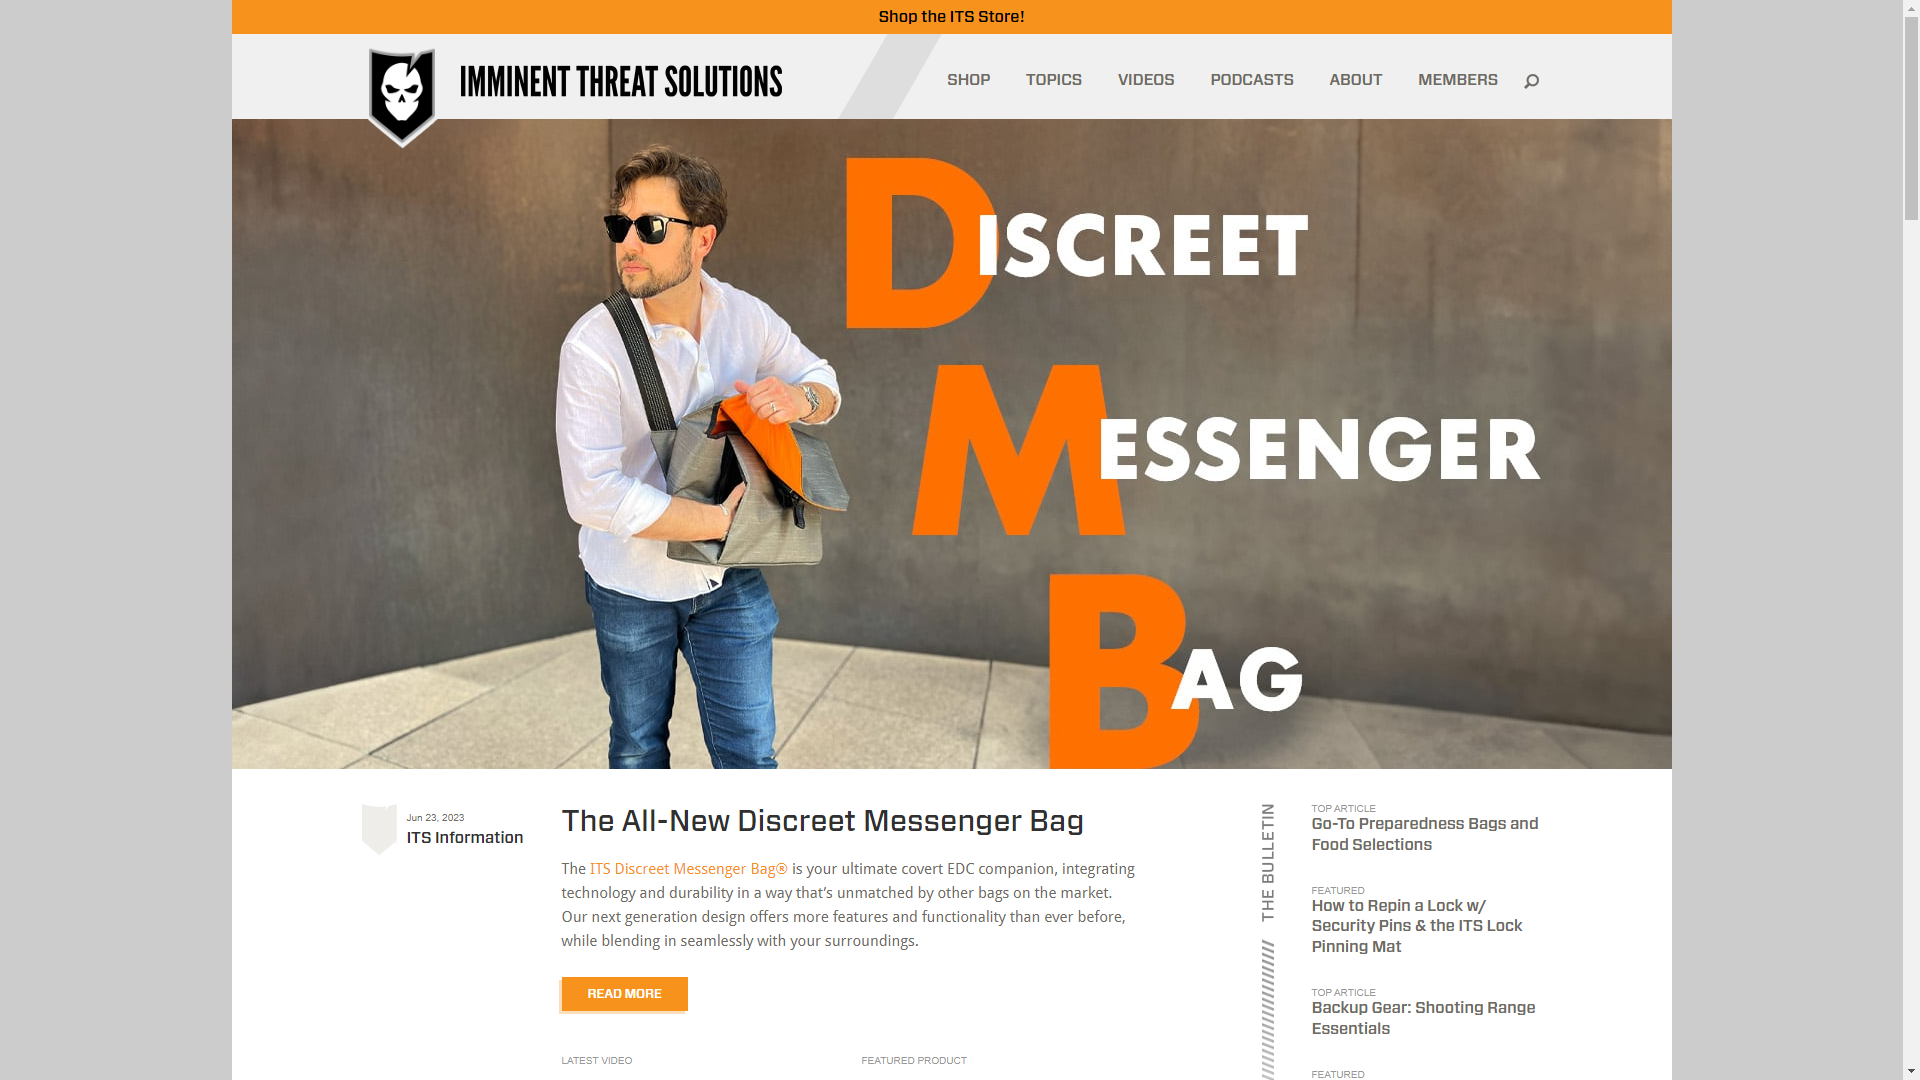 Shop the ITS Store!
IMMINENT THREAT SOLUTIONS
SHOP TOPICS VIDEOS PODCASTS ABOUT MEMBERS
DISCREET
MESSENGER
BAG
Jun 23, 2023
ITS Information
The All-New Discreet Messenger Bag
The ITS Discreet Messenger Bag® is your ultimate covert EDC companion, integrating
technology and durability in a way that’s unmatched by other bags on the market.
Our next generation design offers more features and functionality than ever before,
while blending in seamlessly with your surroundings.
READ MORE
LATEST VIDEO
FEATURED PRODUCT
THE BULLETIN
TOP ARTICLE
Go-To Preparedness Bags and
Food Selections
FEATURED
How to Repin a Lock w/
Security Pins & the ITS Lock
Pinning Mat
TOP ARTICLE
Backup Gear: Shooting Range
Essentials
FEATURED